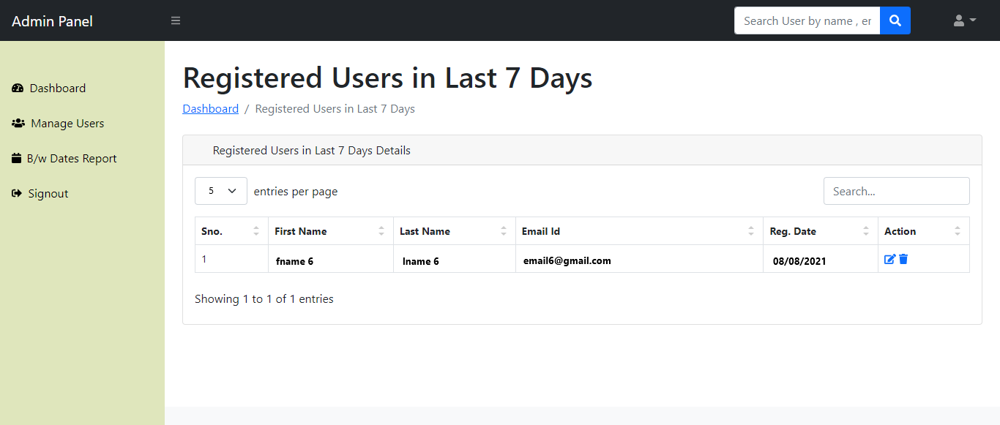 Admin Panel
Search User by name , er
Dashboard
Manage Users
B/w Dates Report
Signout
Registered Users in Last 7 Days
Dashboard / Registered Users in Last 7 Days
Registered Users in Last 7 Days Details
5 entries per page
Search...
Sno. First Name Last Name Email Id Reg. Date Action
1 fname 6 lname 6 email6@gmail.com 08/08/2021
Showing 1 to 1 of 1 entries